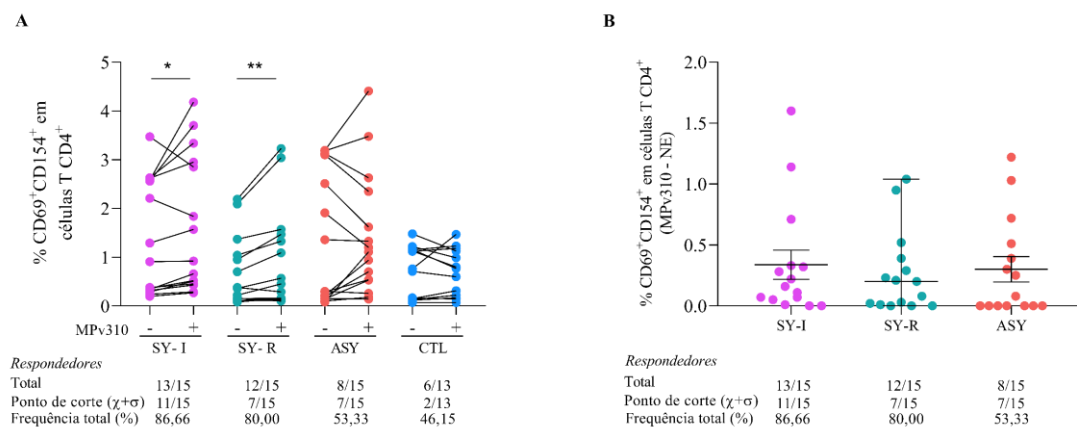 A
% CD69+CD154+ em
células T CD4+
5
4
3
2
1
0
*
**
MPv310
- + - + - + - +
SY- I SY- R ASY CTL
Respondedores
Total 13/15 12/15 8/15 6/13
Ponto de corte (χ+σ) 11/15 7/15 7/15 2/13
Frequência total (%) 86,66 80,00 53,33 46,15
B
% CD69+CD154+ em células T CD4+
(MPv310 - NE)
2.0
1.5
1.0
0.5
0.0
SY-I SY-R ASY
Respondedores
Total 13/15 12/15 8/15
Ponto de corte (χ+σ) 11/15 7/15 7/15
Frequência total (%) 86,66 80,00 53,33